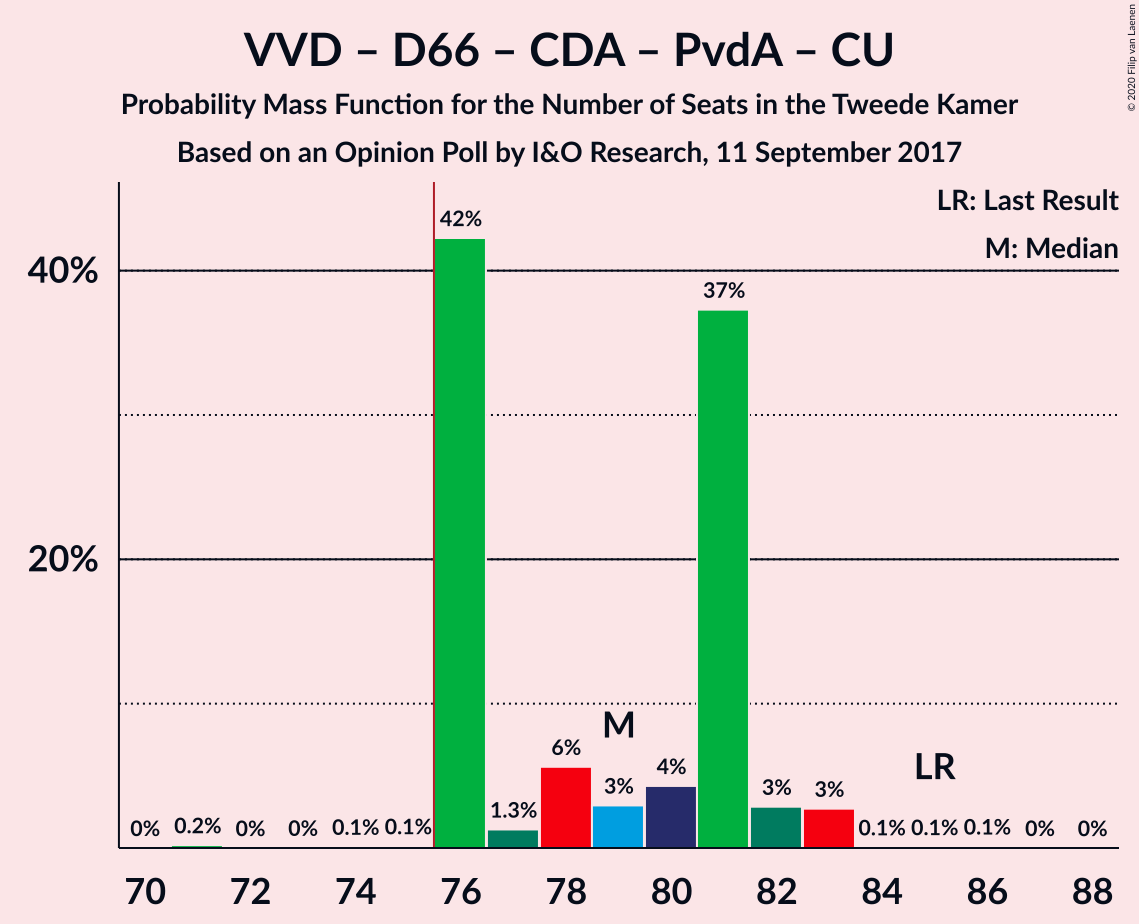 VVD – D66 – CDA – PvdA – CU
Probability Mass Function for the Number of Seats in the Tweede Kamer
Based on an Opinion Poll by I&O Research, 11 September 2017
© 2020 Filip van Laenen
LR: Last Result
M: Median
40%
20%
0%
0.2%
0%
0%
0.1%
0.1%
42%
1.3%
6%
M
3%
4%
37%
3%
3%
0.1%
LR
0.1%
0.1%
0%
0%
70 72 74 76 78 80 82 84 86 88